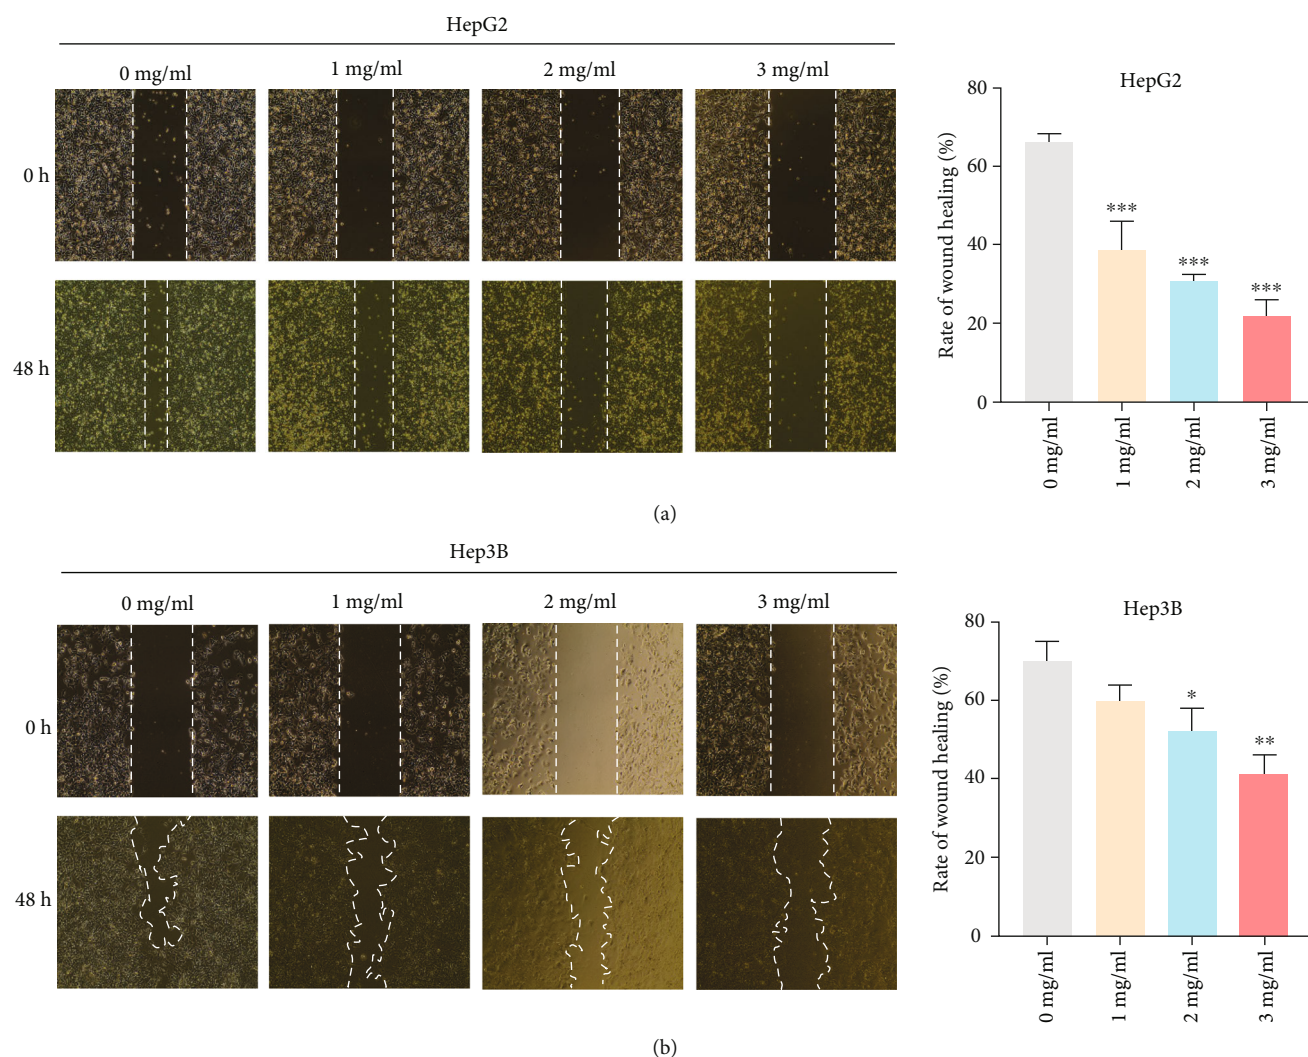 HepG2
0 mg/ml
1 mg/ml
2 mg/ml
3 mg/ml
0 h
48 h
HepG2
Rate of wound healing (%)
80
60
40
20
0
***
***
***
0 mg/ml
1 mg/ml
2 mg/ml
3 mg/ml
(a)
Hep3B
0 mg/ml
1 mg/ml
2 mg/ml
3 mg/ml
0 h
48 h
Hep3B
Rate of wound healing (%)
80
60
40
20
0
*
**
0 mg/ml
1 mg/ml
2 mg/ml
3 mg/ml
(b)